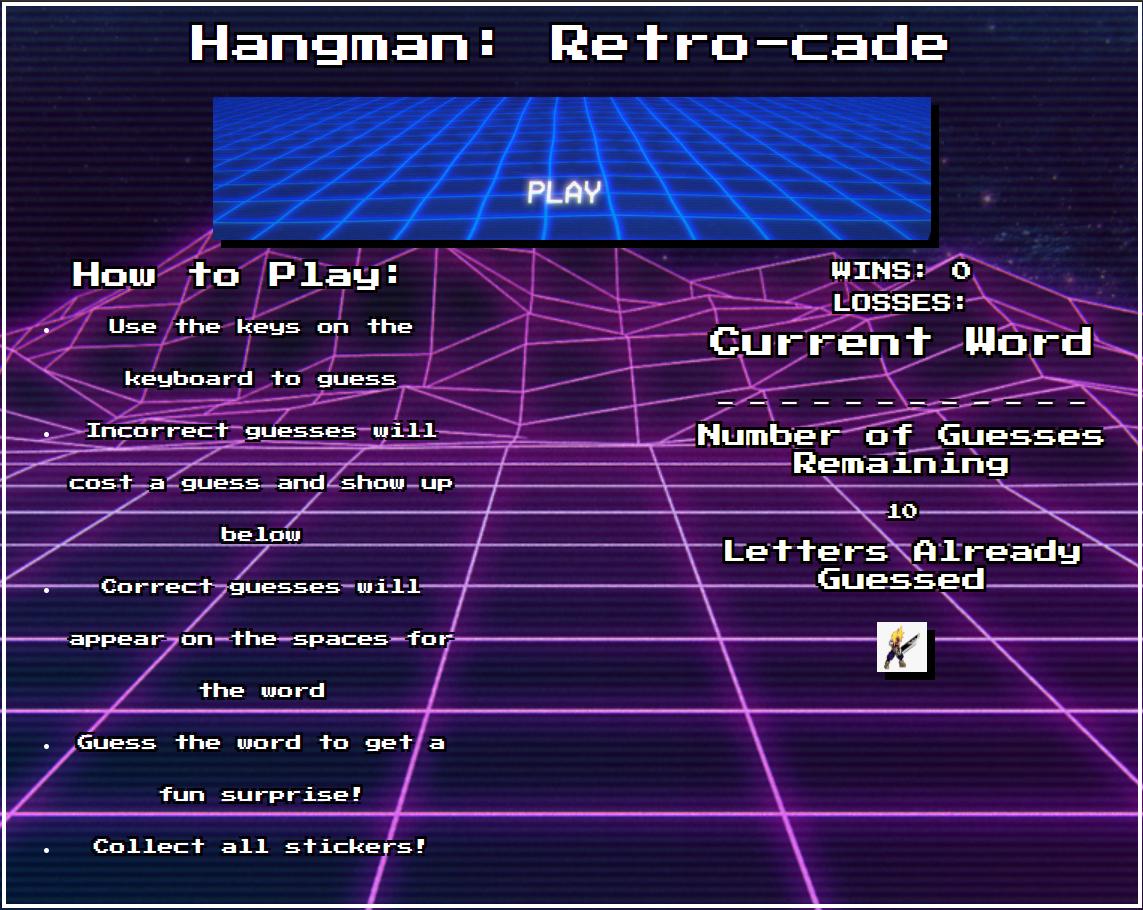 Hangman: Retro-cade
PLAY
How to Play:
• Use the keys on the
keyboard to guess
• Incorrect guesses will
cost a guess and show up
below
• Correct guesses will
appear on the spaces for
the word
• Guess the word to get a
fun surprise!
• Collect all stickers!
WINS: 0
LOSSES:
Current Word
_ _ _ _ _ _ _ _ _ _ _ _
Number of Guesses
Remaining
10
Letters Already
Guessed